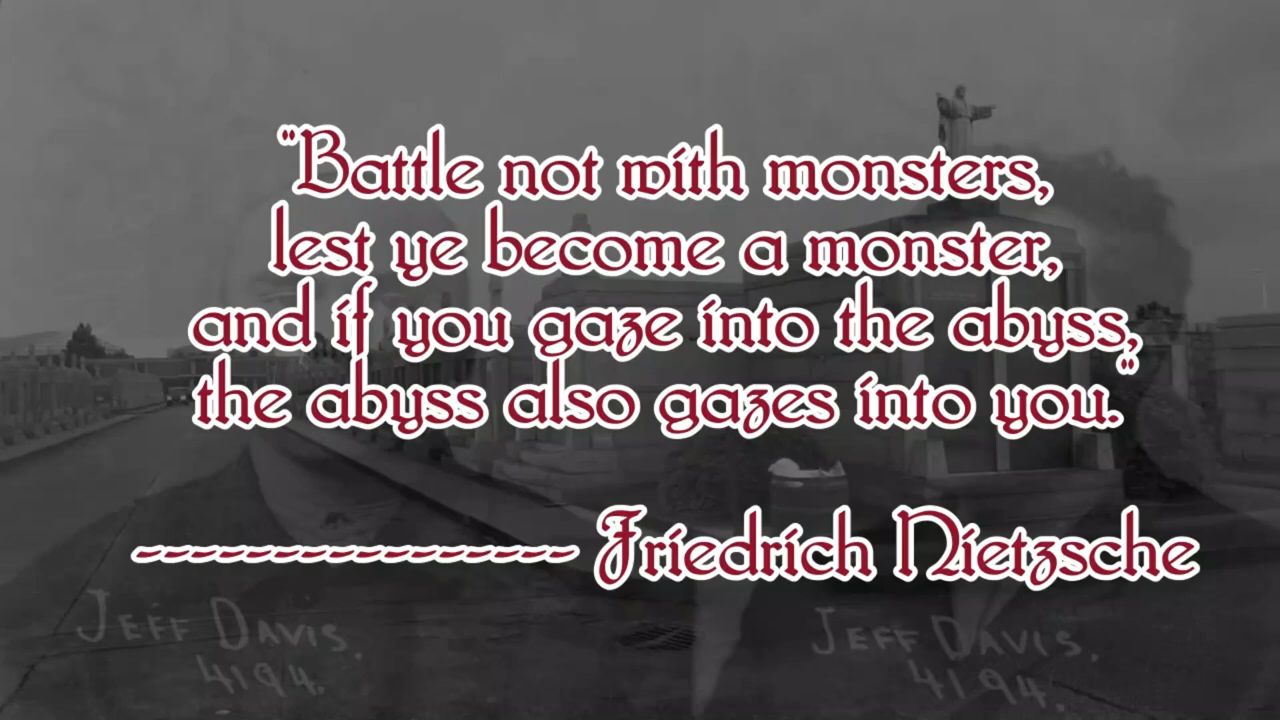 "Battle not with monsters,
lest ye become a monster,
and if you gaze into the abyss,
the abyss also gazes into you."
---------------- Friedrich Nietzsche
JEFF DAVIS.
4194.
JEFF DAVIS.
4194.